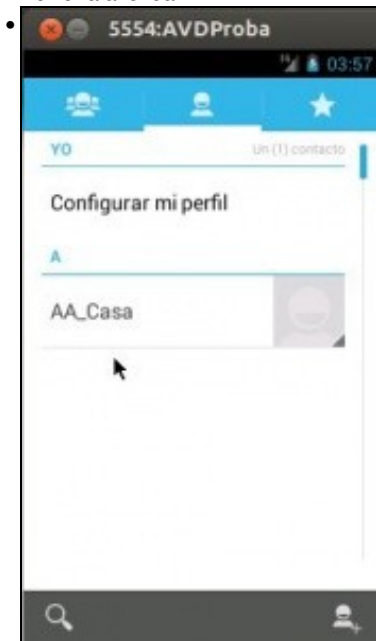 5554:AVDProba
03:57
YO
Un (1) contacto
Configurar mi perfil
A
AA_Casa